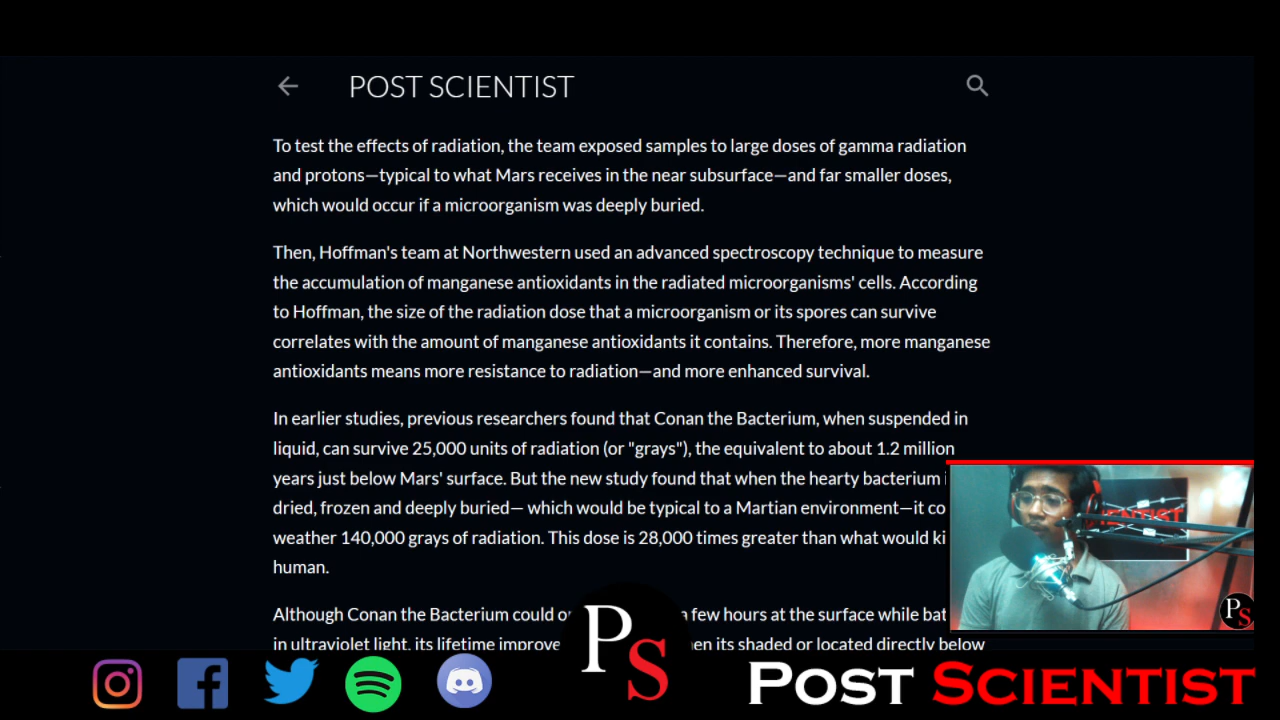 POST SCIENTIST
To test the effects of radiation, the team exposed samples to large doses of gamma radiation
and protons—typical to what Mars receives in the near subsurface—and far smaller doses,
which would occur if a microorganism was deeply buried.
Then, Hoffman's team at Northwestern used an advanced spectroscopy technique to measure
the accumulation of manganese antioxidants in the radiated microorganisms' cells. According
to Hoffman, the size of the radiation dose that a microorganism or its spores can survive
correlates with the amount of manganese antioxidants it contains. Therefore, more manganese
antioxidants means more resistance to radiation—and more enhanced survival.
In earlier studies, previous researchers found that Conan the Bacterium, when suspended in
liquid, can survive 25,000 units of radiation (or "grays"), the equivalent to about 1.2 million
years just below Mars' surface. But the new study found that when the hearty bacterium
dried, frozen and deeply buried— which would be typical to a Martian environment—it co
weather 140,000 grays of radiation. This dose is 28,000 times greater than what would ki
human.
Although Conan the Bacterium could a few hours at the surface while bat
in ultraviolet light, its lifetime improve en its shaded or located directly below
PS
PS
POST SCIENTIST